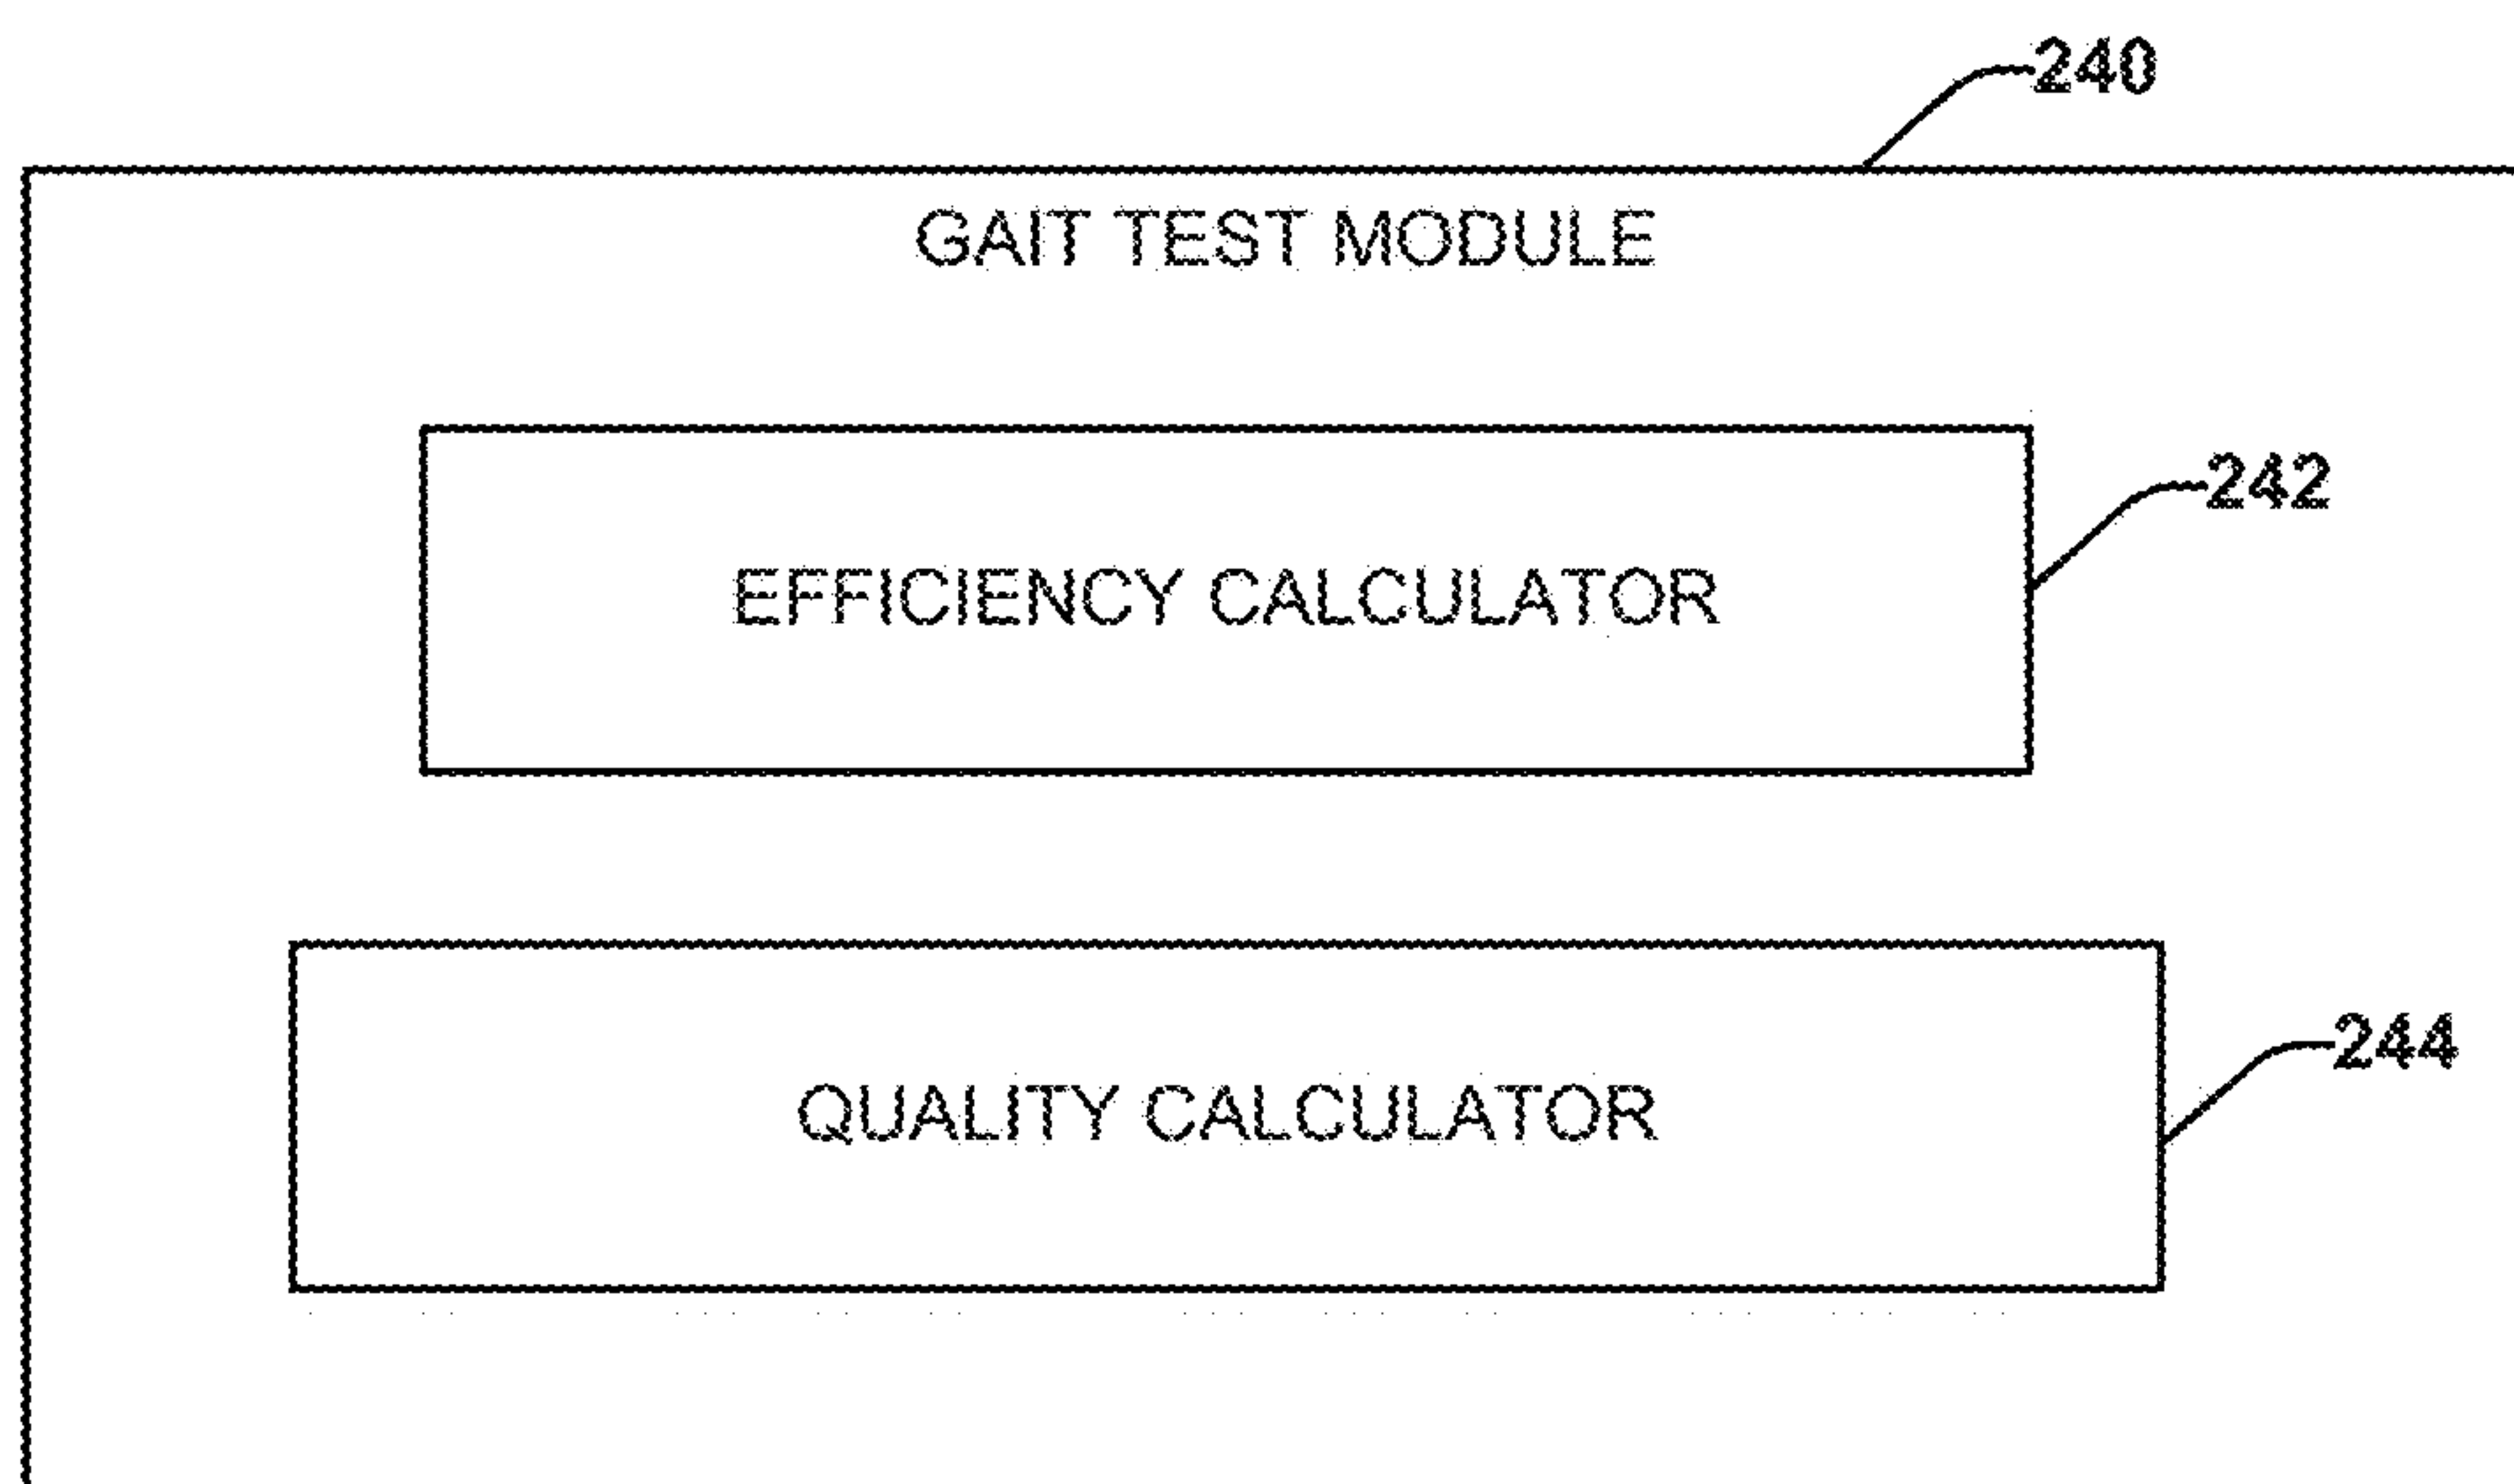 240
GAIT TEST MODULE
242
EFFICIENCY CALCULATOR
244
QUALITY CALCULATOR